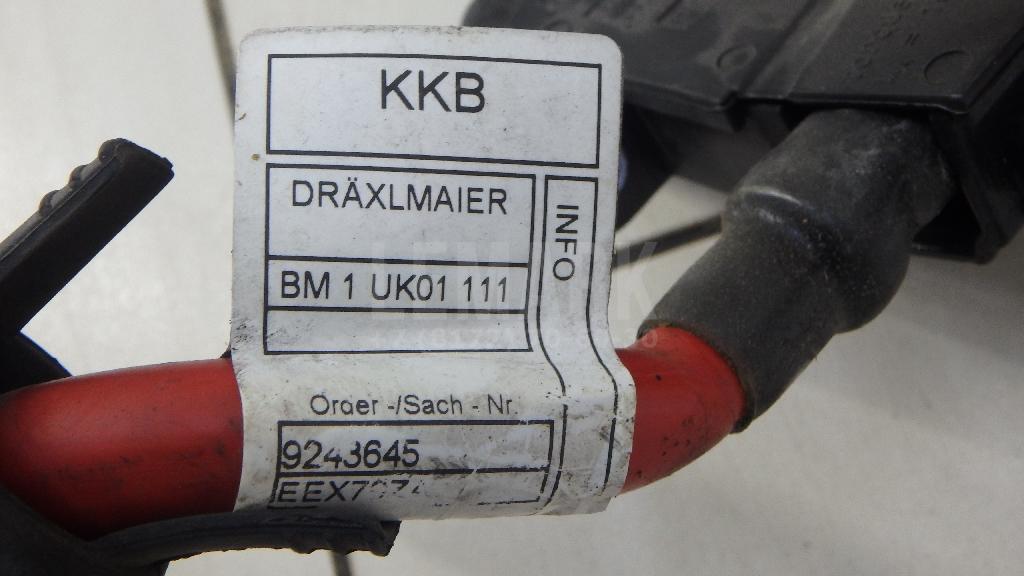 KKB
DRÄXLMAIER
INFO
BM 1 UK01 111
Order -/Sach - Nr.
9243645